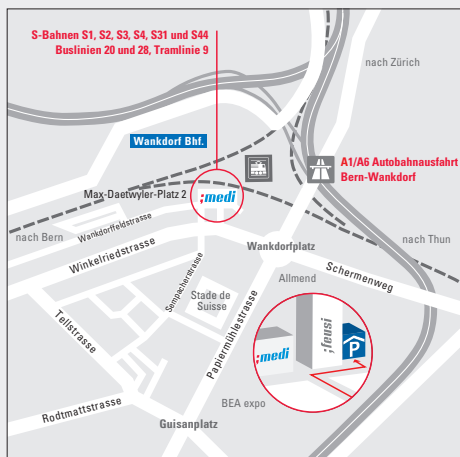 S-Bahnen S1, S2, S3, S4, S31 und S44
Buslinien 20 und 28, Tramlinie 9
nach Zürich
Wankdorf Bhf.
A1/A6 Autobahnausfahrt
Bern-Wankdorf
Max-Daetwyler-Platz 2
;medi
nach Bern
Wankdorffeldstrasse
Winkelriedstrasse
Wankdorfplatz
nach Thun
Sempacherstrasse
Allmend
Schermenweg
Stade de
Suisse
Papiermühlestrasse
Tellstrasse
;medi
;feusi
P
BEA expo
Rodtmattstrasse
Guisanplatz